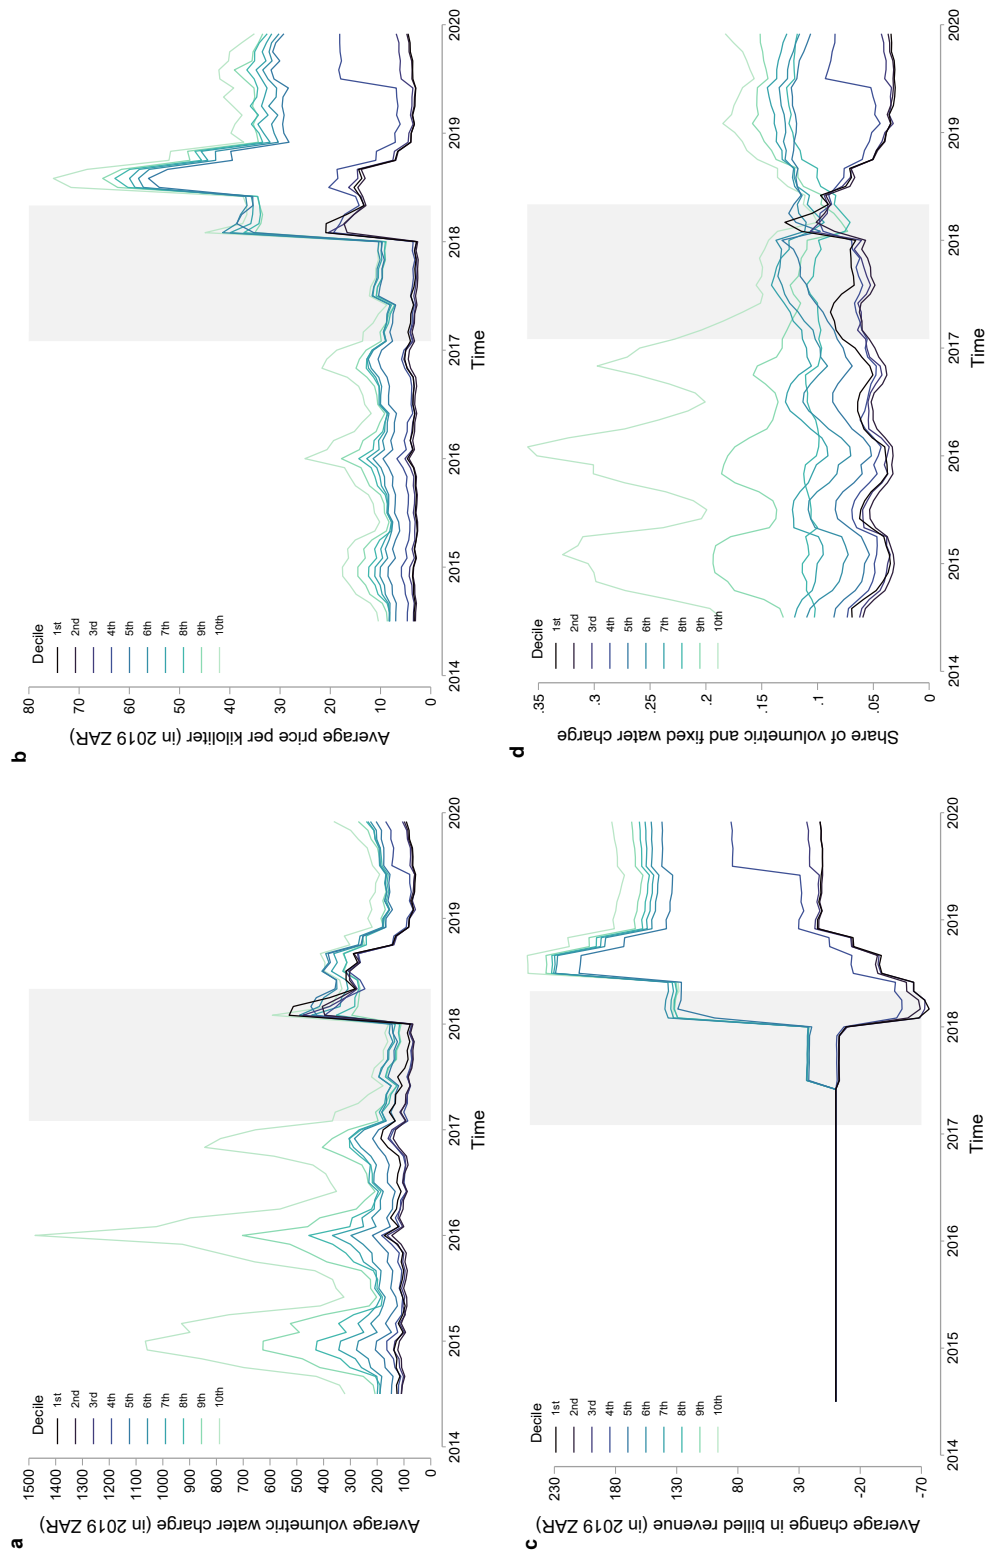 a
Average volumetric water charge (in 2019 ZAR)
1500
1400
1300
1200
1100
1000
900
800
700
600
500
400
300
200
100
0
Decile
1st
2nd
3rd
4th
5th
6th
7th
8th
9th
10th
2014
2015
2016
2017
2018
2019
2020
Time
b
Average price per kiloliter (in 2019 ZAR)
80
70
60
50
40
30
20
10
0
Decile
1st
2nd
3rd
4th
5th
6th
7th
8th
9th
10th
2014
2015
2016
2017
2018
2019
2020
Time
c
Average change in billed revenue (in 2019 ZAR)
230
180
130
80
30
-20
-70
Decile
1st
2nd
3rd
4th
5th
6th
7th
8th
9th
10th
2014
2015
2016
2017
2018
2019
2020
Time
d
Share of volumetric and fixed water charge
.35
.3
.25
.2
.15
.1
.05
0
Decile
1st
2nd
3rd
4th
5th
6th
7th
8th
9th
10th
2014
2015
2016
2017
2018
2019
2020
Time